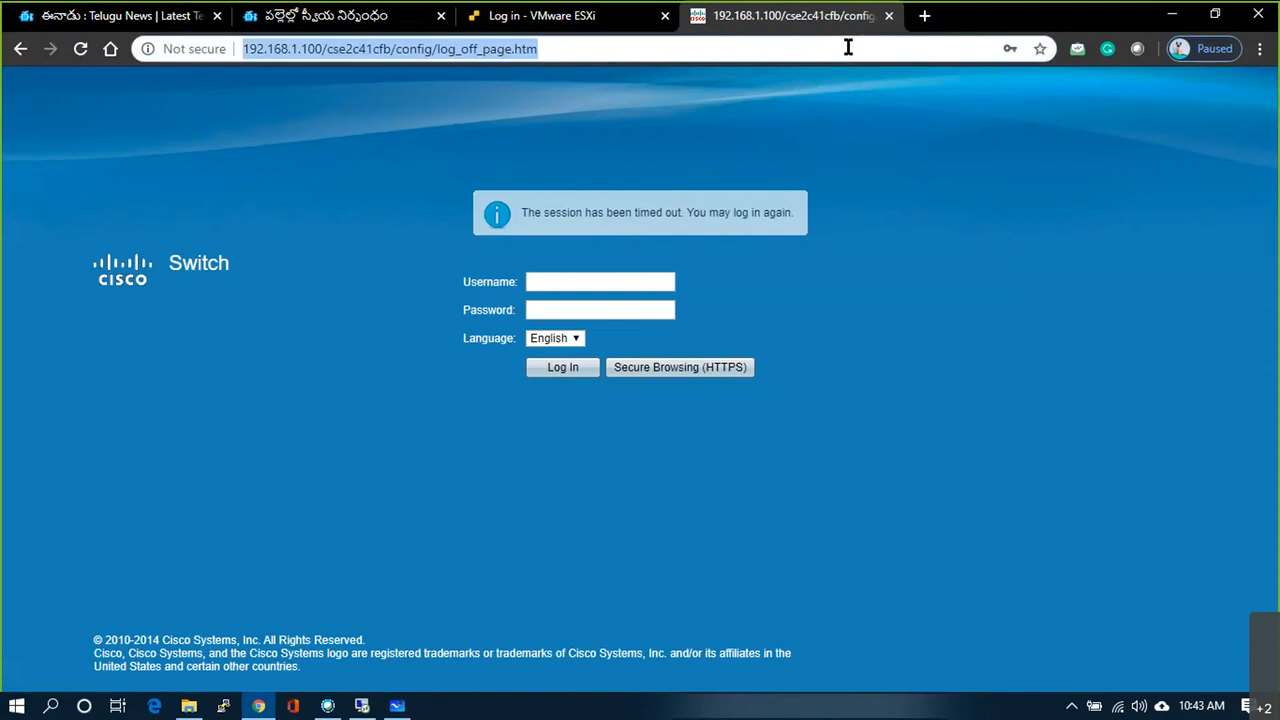 ఈనాడు : Telugu News | Latest Te
పల్లెల్లో స్వీయ నిర్బంధం
Log in - VMware ESXi
192.168.1.100/cse2c41cfb/config
Not secure
192.168.1.100/cse2c41cfb/config/log_off_page.htm
Paused
The session has been timed out. You may log in again.
CISCO
Switch
Username:
Password:
Language: English
Log In Secure Browsing (HTTPS)
© 2010-2014 Cisco Systems, Inc. All Rights Reserved.
Cisco, Cisco Systems, and the Cisco Systems logo are registered trademarks or trademarks of Cisco Systems, Inc. and/or its affiliates in the
United States and certain other countries.
10:43 AM
+2